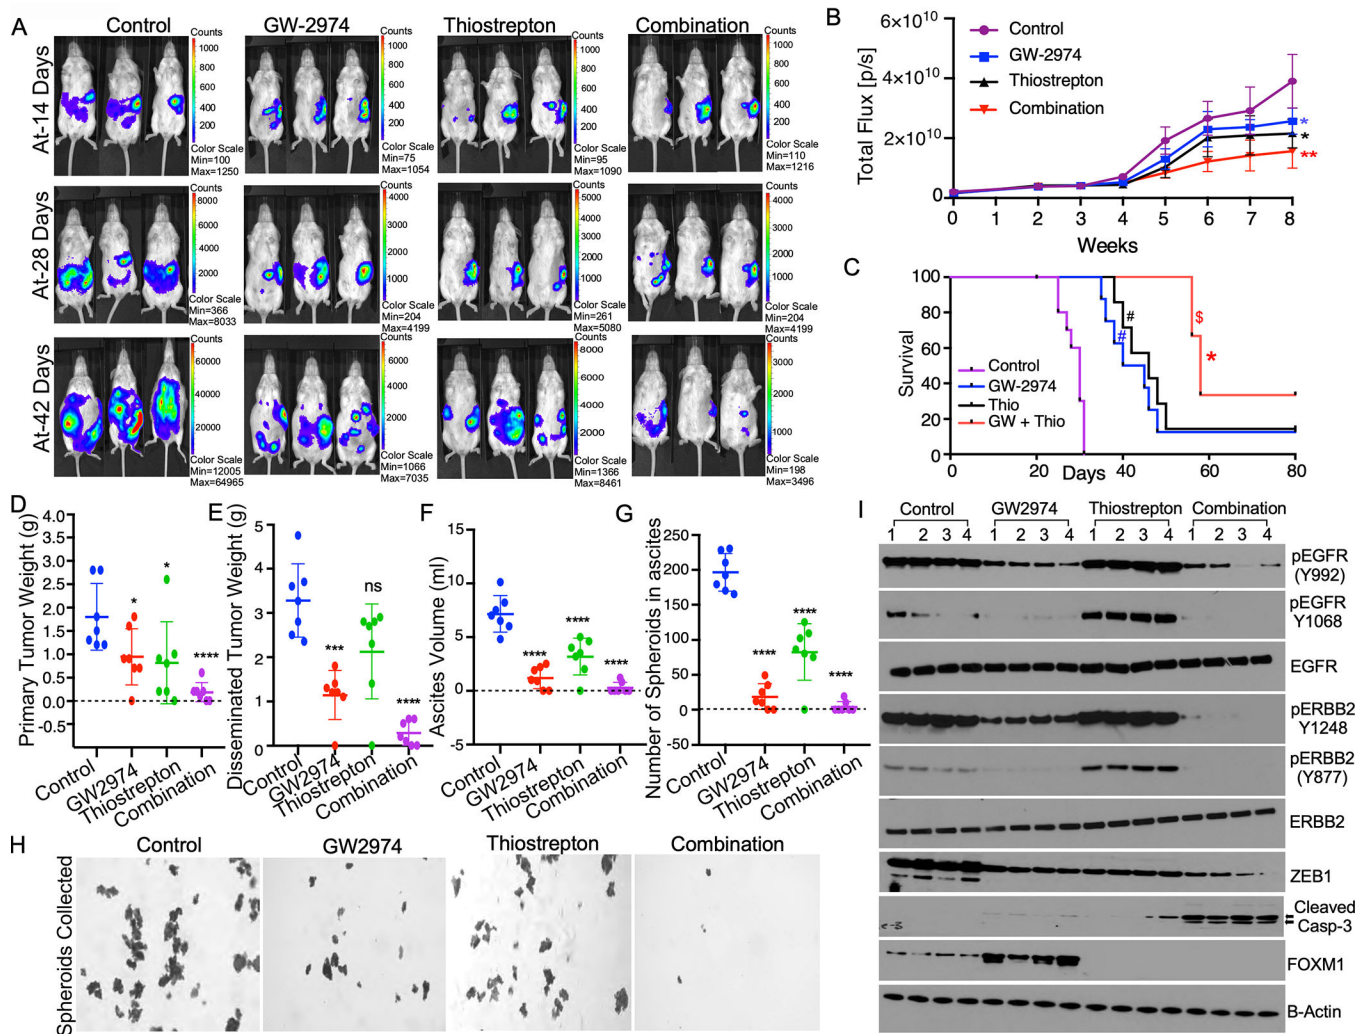 A
Control
GW-2974
Thiostrepton
Combination
At-14 Days
Counts
1000
800
600
400
200
Color Scale
Min=100
Max=1250
Counts
1000
800
600
400
200
Color Scale
Min=75
Max=1054
Counts
1000
800
600
400
200
Color Scale
Min=95
Max=1090
Counts
1000
800
600
400
200
Color Scale
Min=110
Max=1216
At-28 Days
Counts
8000
6000
4000
2000
Color Scale
Min=366
Max=8033
Counts
4000
3000
2000
1000
Color Scale
Min=204
Max=4199
Counts
5000
4000
3000
2000
1000
Color Scale
Min=261
Max=5080
Counts
4000
3000
2000
1000
Color Scale
Min=204
Max=4199
At-42 Days
Counts
60000
40000
20000
Color Scale
Min=12005
Max=64965
Counts
6000
4000
2000
Color Scale
Min=1066
Max=7035
Counts
8000
6000
4000
2000
Color Scale
Min=1366
Max=8461
Counts
3000
2000
1000
Color Scale
Min=198
Max=3496
B
Total Flux [p/s]
6×10¹⁰
4×10¹⁰
2×10¹⁰
0
Control
GW-2974
Thiostrepton
Combination
*
*
**
0 1 2 3 4 5 6 7 8
Weeks
C
Survival
100
80
60
40
20
0
#
#
$
*
Control
GW-2974
Thio
GW + Thio
0 20 40 60 80
Days
D
Primary Tumor Weight (g)
4.0
3.5
3.0
2.5
2.0
1.5
1.0
0.5
0.0
-0.5
*
*
****
Control
GW2974
Thiostrepton
Combination
E
Disseminated Tumor Weight (g)
5
4
3
2
1
0
***
ns
****
Control
GW2974
Thiostrepton
Combination
F
Ascites Volume (ml)
15
10
5
0
-5
****
****
****
Control
GW2974
Thiostrepton
Combination
G
Number of Spheroids in ascites
250
200
150
100
50
0
-50
****
****
****
Control
GW2974
Thiostrepton
Combination
H
Control
GW2974
Thiostrepton
Combination
Spheroids Collected
I
Control
GW2974
Thiostrepton
Combination
1 2 3 4 1 2 3 4 1 2 3 4 1 2 3 4
pEGFR
(Y992)
pEGFR
Y1068
EGFR
pERBB2
Y1248
pERBB2
(Y877)
ERBB2
ZEB1
Cleaved
Casp-3
FOXM1
B-Actin